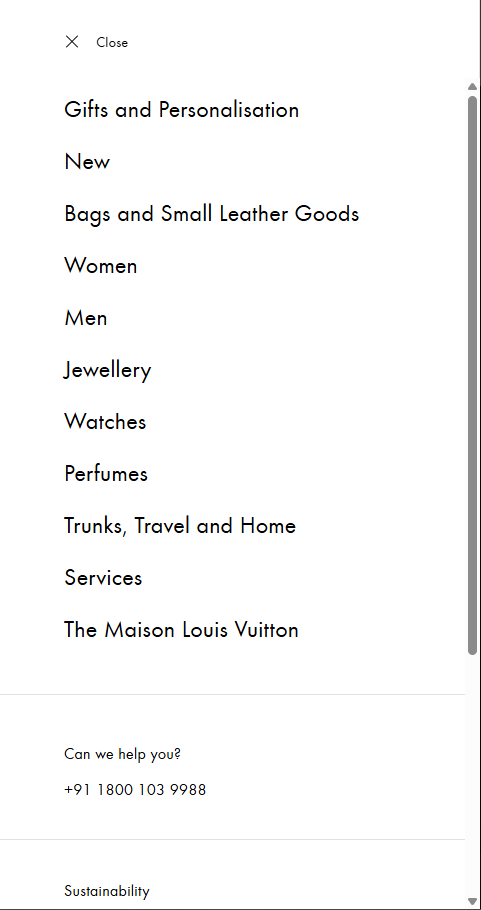 Close
Gifts and Personalisation
New
Bags and Small Leather Goods
Women
Men
Jewellery
Watches
Perfumes
Trunks, Travel and Home
Services
The Maison Louis Vuitton
Can we help you?
+91 1800 103 9988
Sustainability